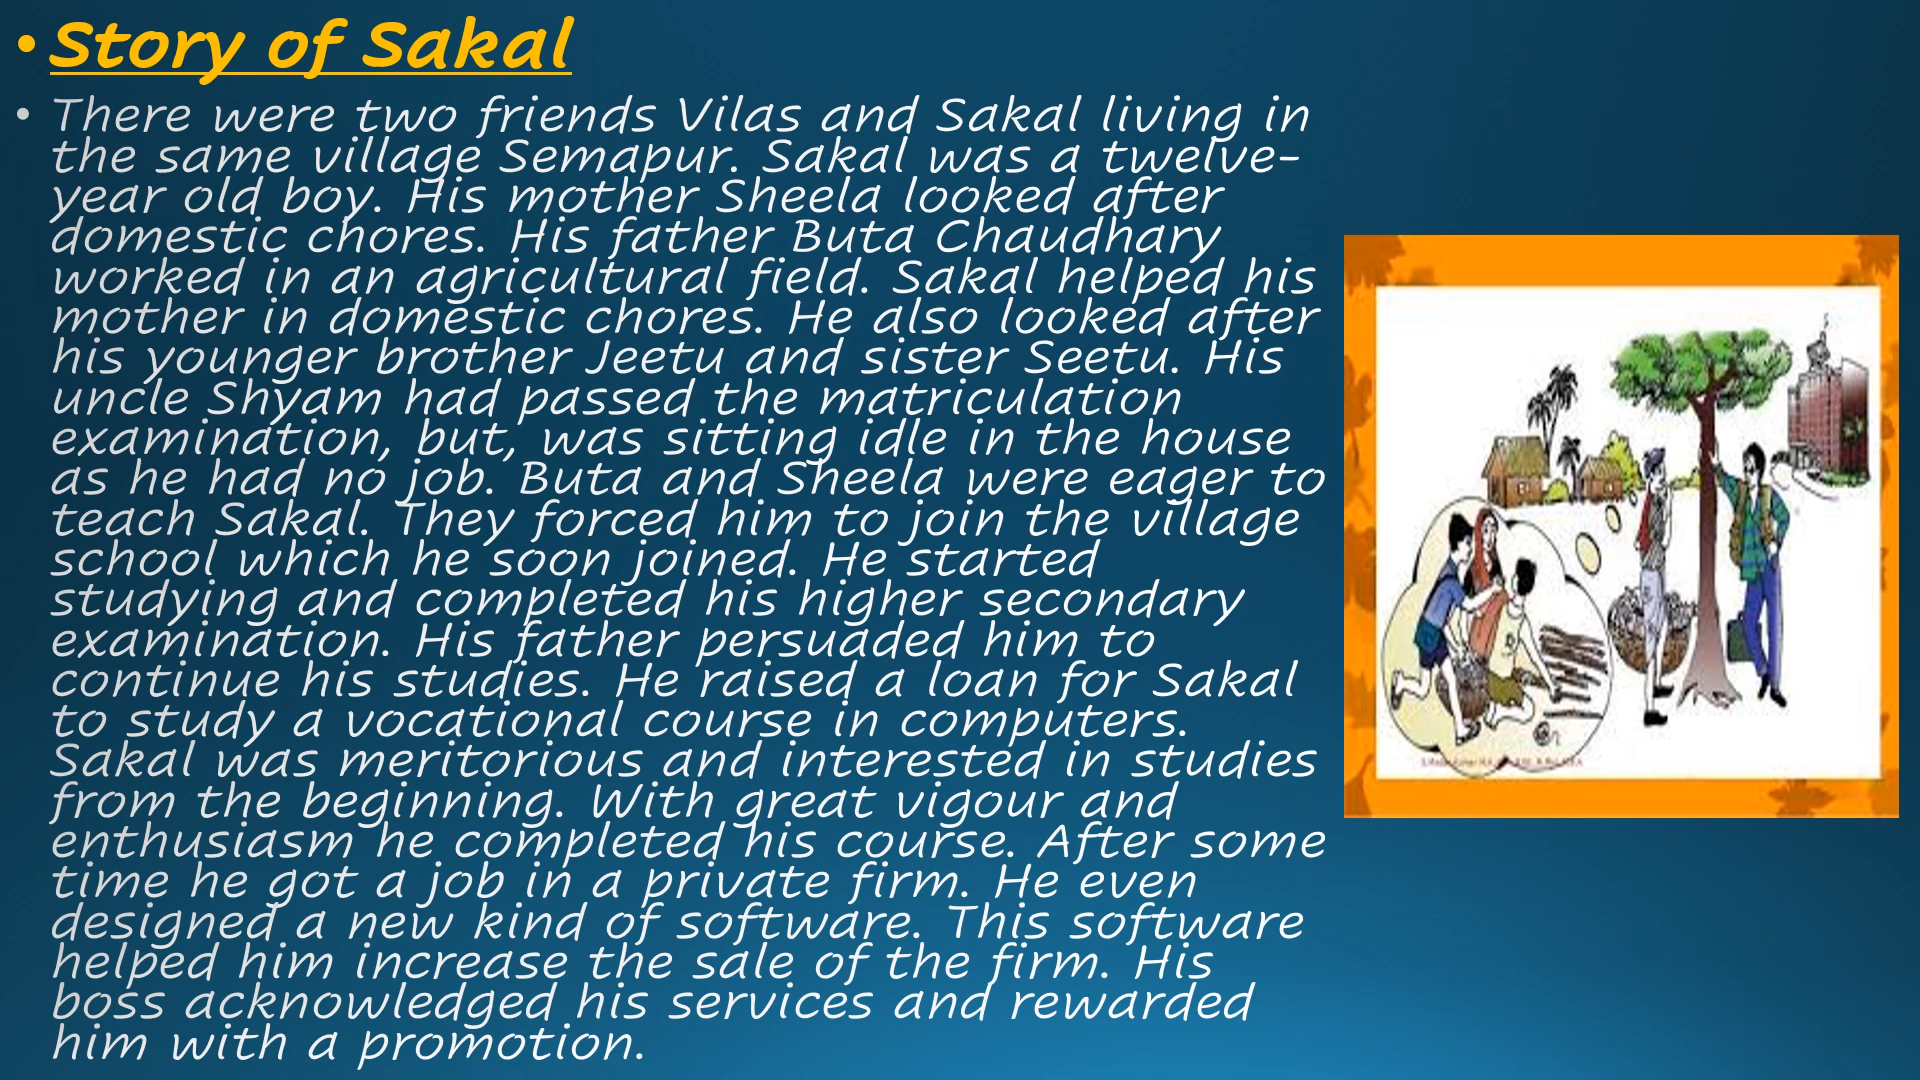 • Story of Sakal
• There were two friends Vilas and Sakal living in
the same village Semapur. Sakal was a twelve-
year old boy. His mother Sheela looked after
domestic chores. His father Buta Chaudhary
worked in an agricultural field. Sakal helped his
mother in domestic chores. He also looked after
his younger brother Jeetu and sister Seetu. His
uncle Shyam had passed the matriculation
examination, but, was sitting idle in the house
as he had no job. Buta and Sheela were eager to
teach Sakal. They forced him to join the village
school which he soon joined. He started
studying and completed his higher secondary
examination. His father persuaded him to
continue his studies. He raised a loan for Sakal
to study a vocational course in computers.
Sakal was meritorious and interested in studies
from the beginning. With great vigour and
enthusiasm he completed his course. After some
time he got a job in a private firm. He even
designed a new kind of software. This software
helped him increase the sale of the firm. His
boss acknowledged his services and rewarded
him with a promotion.